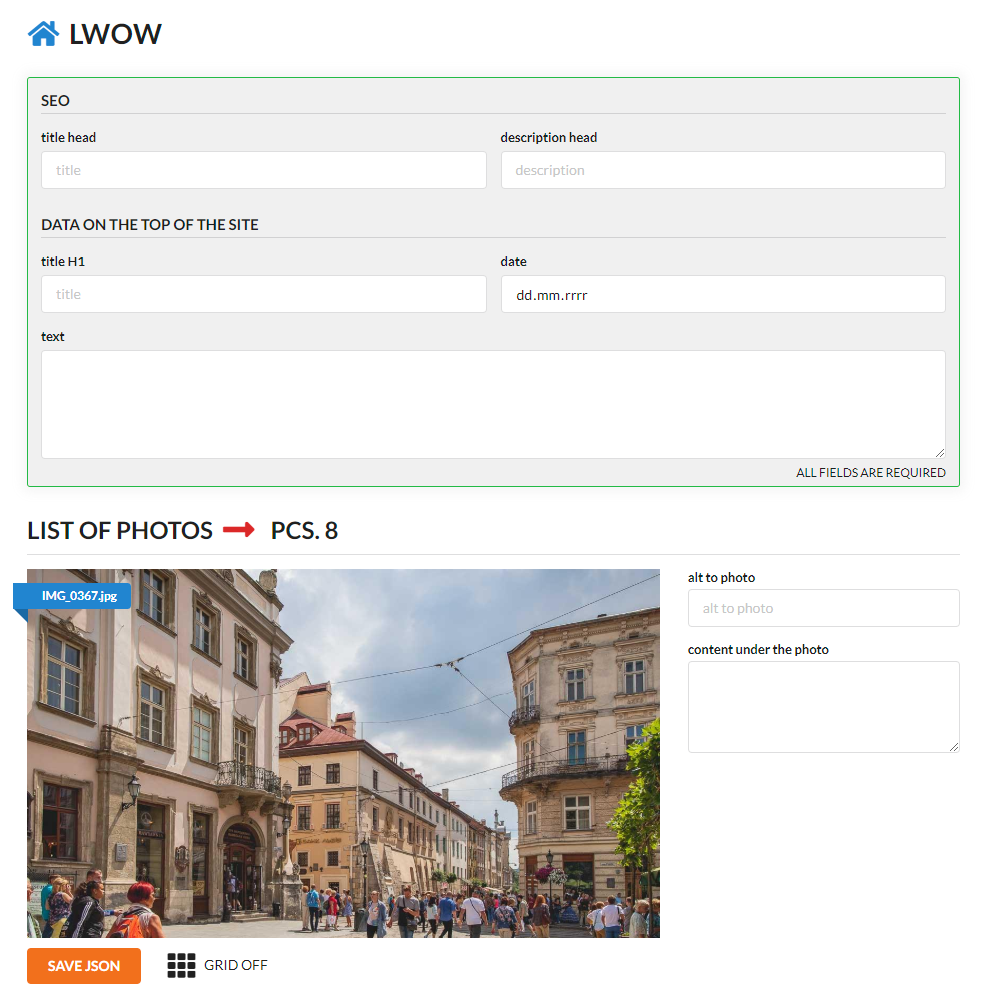 LWOW
SEO
title head
description head
title
description
DATA ON THE TOP OF THE SITE
title H1
date
title
dd.mm.rrrr
text
ALL FIELDS ARE REQUIRED
LIST OF PHOTOS PCS. 8
IMG_0367.jpg
alt to photo
alt to photo
content under the photo
SAVE JSON
GRID OFF